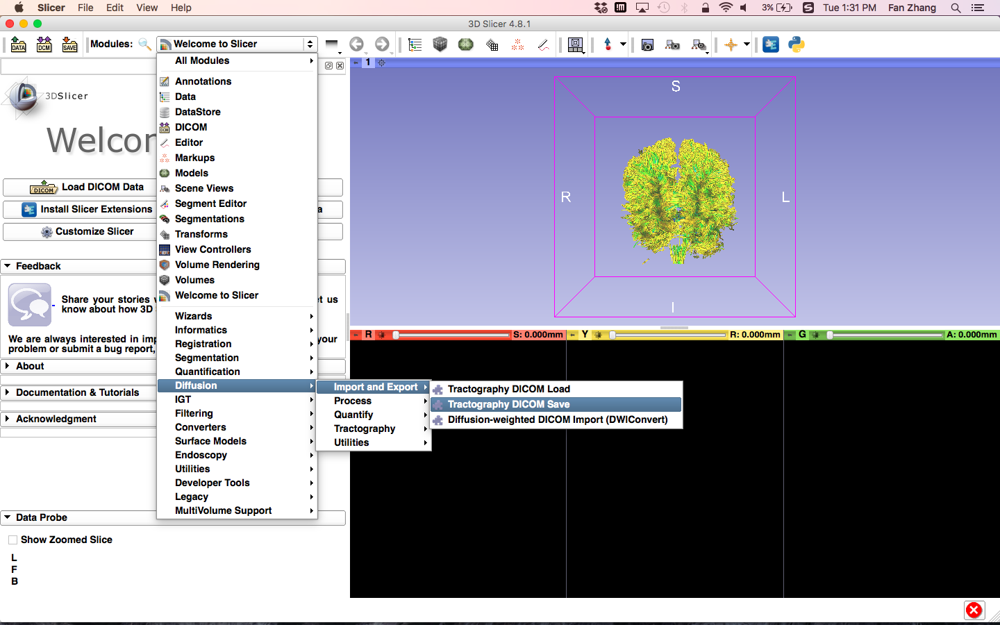 Slicer File Edit View Help 3% Tue 1:31 PM Fan Zhang
3D Slicer 4.8.1
DATA DCM SAVE Modules: Welcome to Slicer
All Modules
Annotations
Data
DataStore
DICOM
Editor
Markups
Models
Scene Views
Segment Editor
Segmentations
Transforms
View Controllers
Volume Rendering
Volumes
Welcome to Slicer
Wizards
Informatics
Registration
Segmentation
Quantification
Diffusion
IGT
Filtering
Converters
Surface Models
Endoscopy
Utilities
Developer Tools
Legacy
MultiVolume Support
Import and Export
Process
Quantify
Tractography
Utilities
Tractography DICOM Load
Tractography DICOM Save
Diffusion-weighted DICOM Import (DWIConvert)
3DSlicer
Welcon
DICOM Load DICOM Data
Install Slicer Extensions a
Customize Slicer
Feedback
Share your stories v et us
know about how 3D
We are always interested in imp your
problem or submit a bug report,
About
Documentation & Tutorials
Acknowledgment
Data Probe
Show Zoomed Slice
L
F
B
1
S
R L
I
R S: 0.000mm Y R: 0.000mm G A: 0.000mm